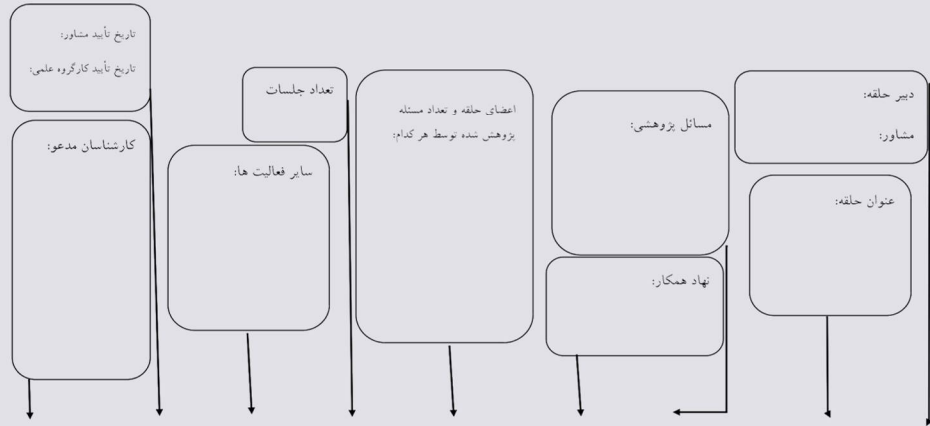 دبیر حلقه:
مشاور:
عنوان حلقه:
مسائل پژوهشی:
نهاد همکار:
اعضای حلقه و تعداد مسئله
پژوهش شده توسط هر کدام:
تعداد جلسات
سایر فعالیت ها:
تاریخ تأیید مشاور:
تاریخ تأیید کارگروه علمی:
کارشناسان مدعو: